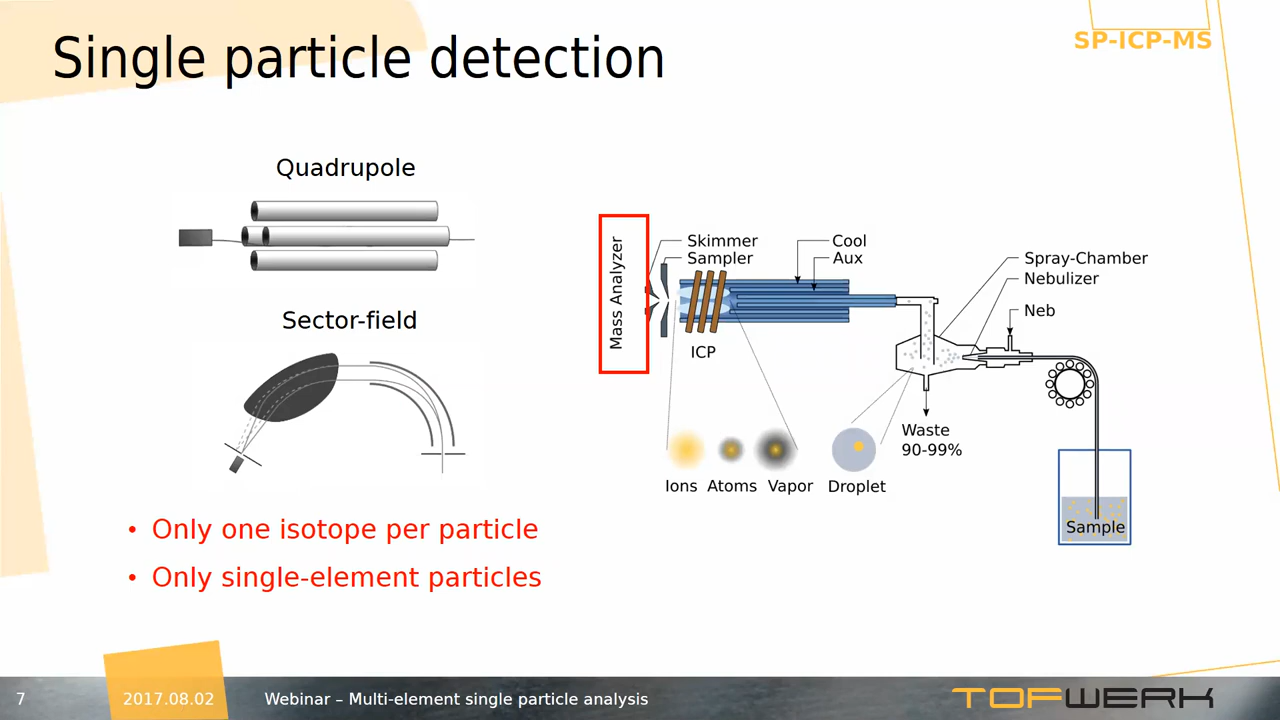 Single particle detection
SP-ICP-MS
Quadrupole
Sector-field
• Only one isotope per particle
• Only single-element particles
Mass Analyzer
Skimmer
Sampler
Cool
Aux
ICP
Spray-Chamber
Nebulizer
Neb
Waste
90-99%
Ions
Atoms
Vapor
Droplet
Sample
7
2017.08.02
Webinar – Multi-element single particle analysis
TOFWERK